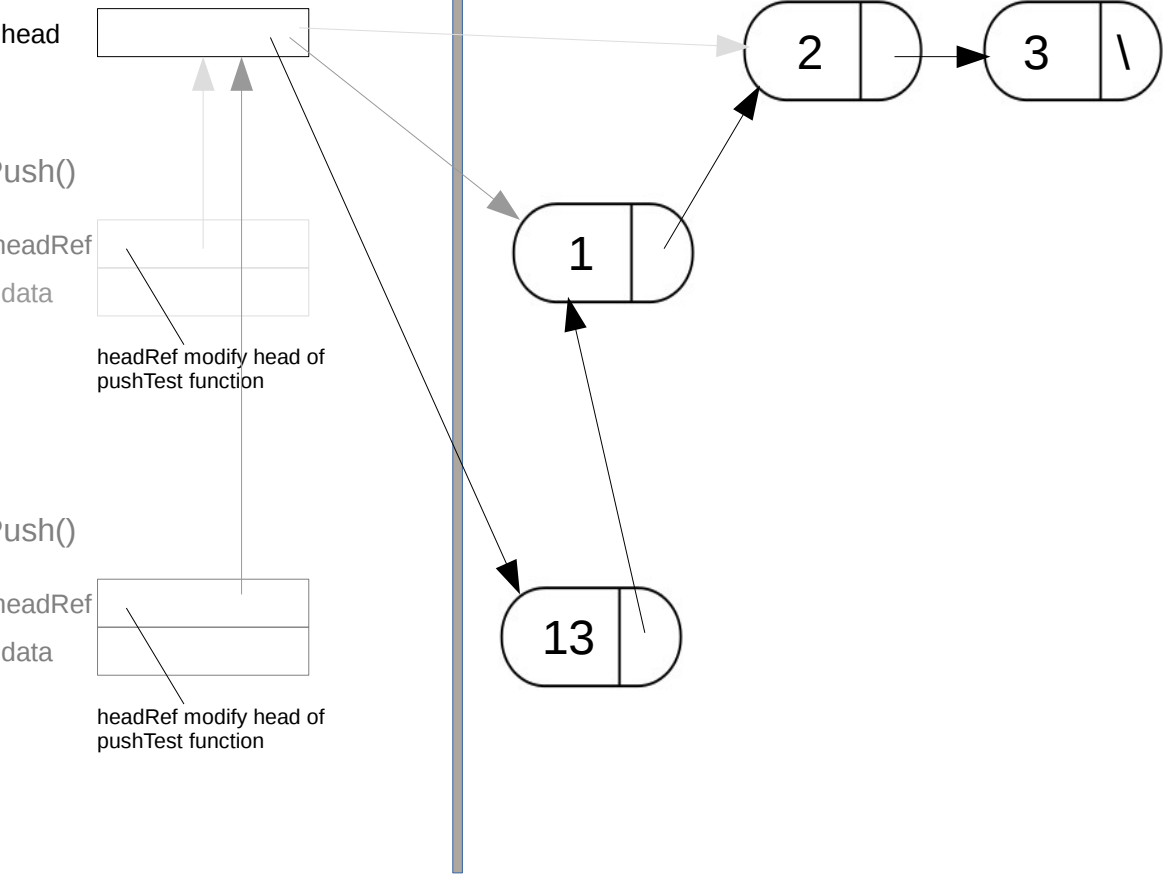 head
2
3 \
Push()
headRef
1
data
headRef modify head of
pushTest function
Push()
headRef
13
data
headRef modify head of
pushTest function